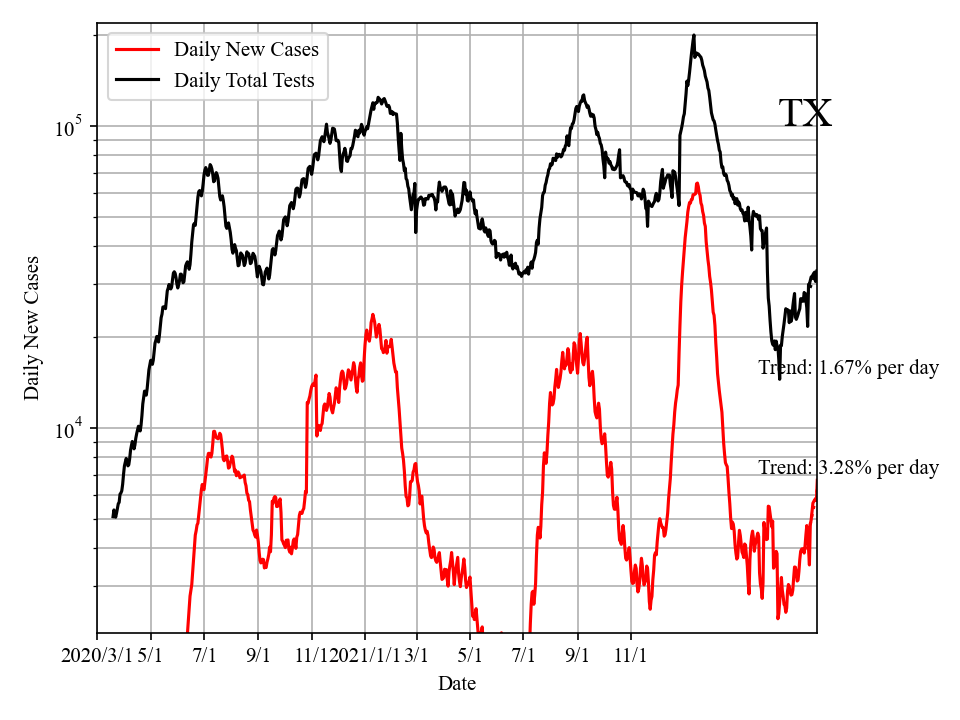 Daily New Cases
Daily Total Tests
TX
10^5
10^4
Daily New Cases
Trend: 1.67% per day
Trend: 3.28% per day
2020/3/1 5/1 7/1 9/1 11/1 2021/1/1 3/1 5/1 7/1 9/1 11/1
Date